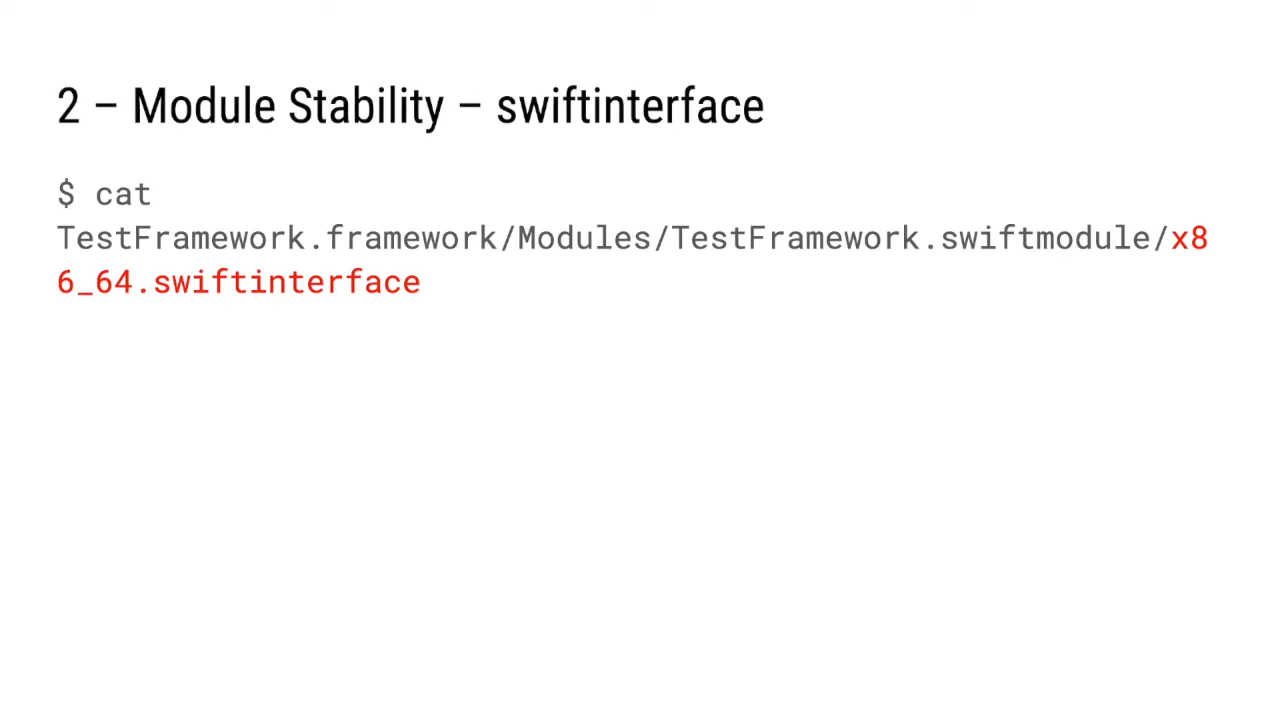 2 – Module Stability – swiftinterface
$ cat
TestFramework.framework/Modules/TestFramework.swiftmodule/x8
6_64.swiftinterface